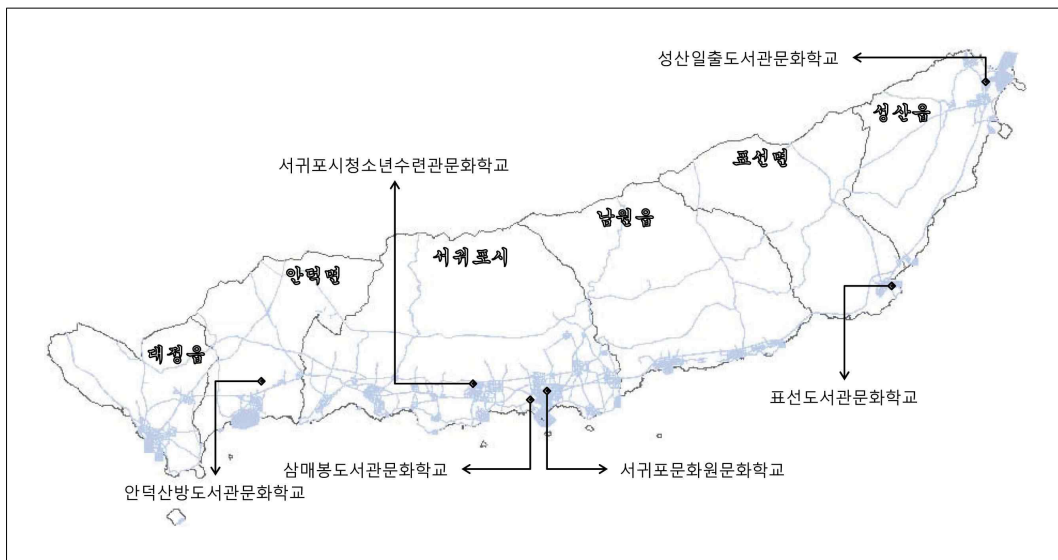 성산일출도서관문화학교
성산읍
표선면
서귀포시청소년수련관문화학교
남원읍
서귀포시
안덕면
대정읍
표선도서관문화학교
삼매봉도서관문화학교
서귀포문화원문화학교
안덕산방도서관문화학교